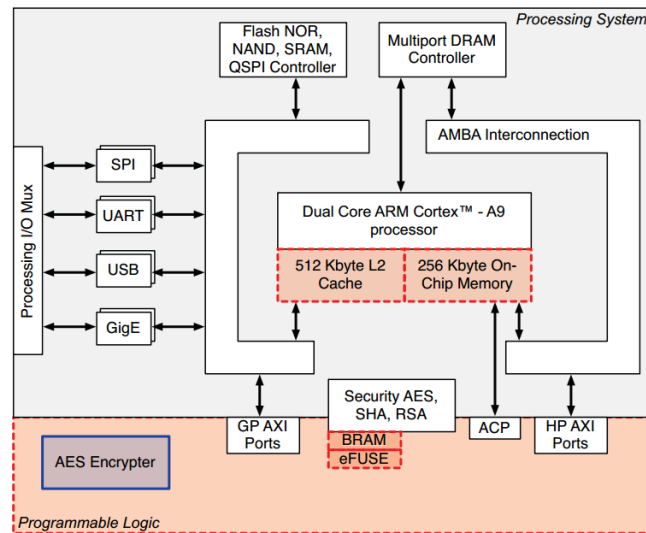 Processing System
Flash NOR,
NAND, SRAM,
QSPI Controller
Multiport DRAM
Controller
AMBA Interconnection
Processing I/O Mux
SPI
UART
USB
GigE
Dual Core ARM Cortex™ - A9
processor
512 Kbyte L2
Cache
256 Kbyte On-
Chip Memory
Security AES,
SHA, RSA
BRAM
eFUSE
GP AXI
Ports
ACP
HP AXI
Ports
AES Encrypter
Programmable Logic